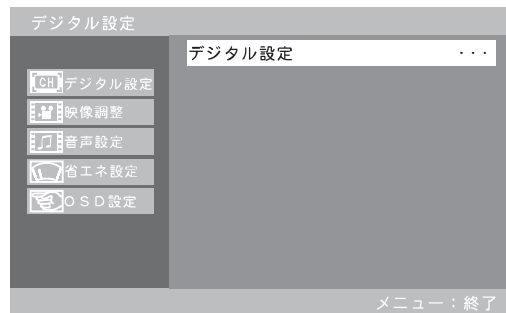 デジタル設定
デジタル設定 ・・・
CH デジタル設定
映像調整
音声設定
省エネ設定
OSD設定
メニュー：終了